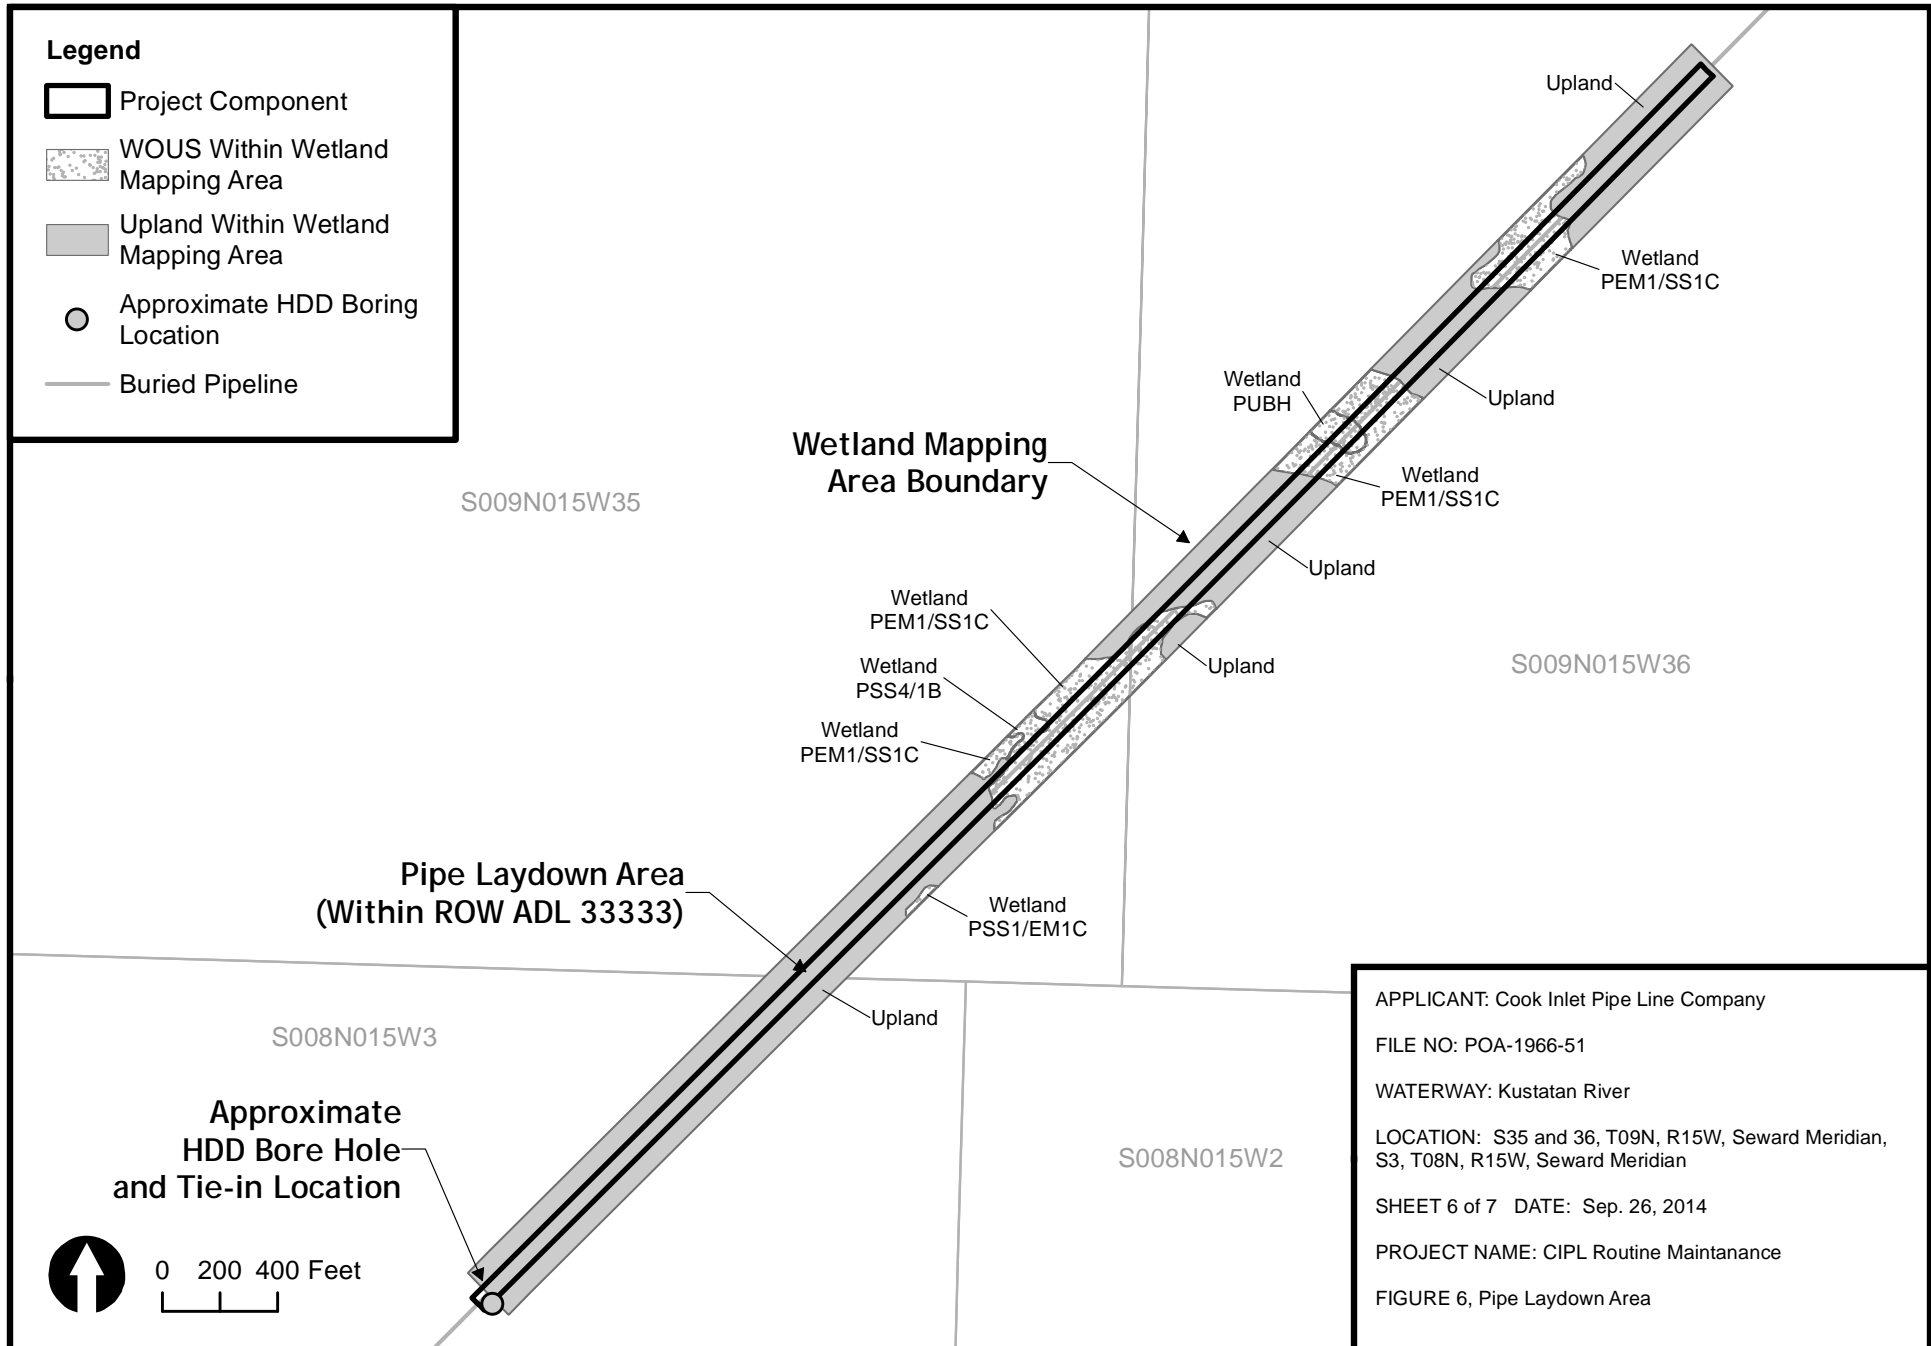 Legend
Project Component
WOUS Within Wetland
Mapping Area
Upland Within Wetland
Mapping Area
Approximate HDD Boring
Location
Buried Pipeline
Upland
Wetland
PEM1/SS1C
Wetland
PUBH
Upland
Wetland Mapping
Area Boundary
Wetland
PEM1/SS1C
S009N015W35
Upland
Wetland
PEM1/SS1C
Wetland
PSS4/1B
Upland
S009N015W36
Wetland
PEM1/SS1C
Pipe Laydown Area
(Within ROW ADL 33333)
Wetland
PSS1/EM1C
Upland
S008N015W3
Approximate
HDD Bore Hole
and Tie-in Location
S008N015W2
0 200 400 Feet
APPLICANT: Cook Inlet Pipe Line Company
FILE NO: POA-1966-51
WATERWAY: Kustatan River
LOCATION: S35 and 36, T09N, R15W, Seward Meridian,
S3, T08N, R15W, Seward Meridian
SHEET 6 of 7 DATE: Sep. 26, 2014
PROJECT NAME: CIPL Routine Maintanance
FIGURE 6, Pipe Laydown Area